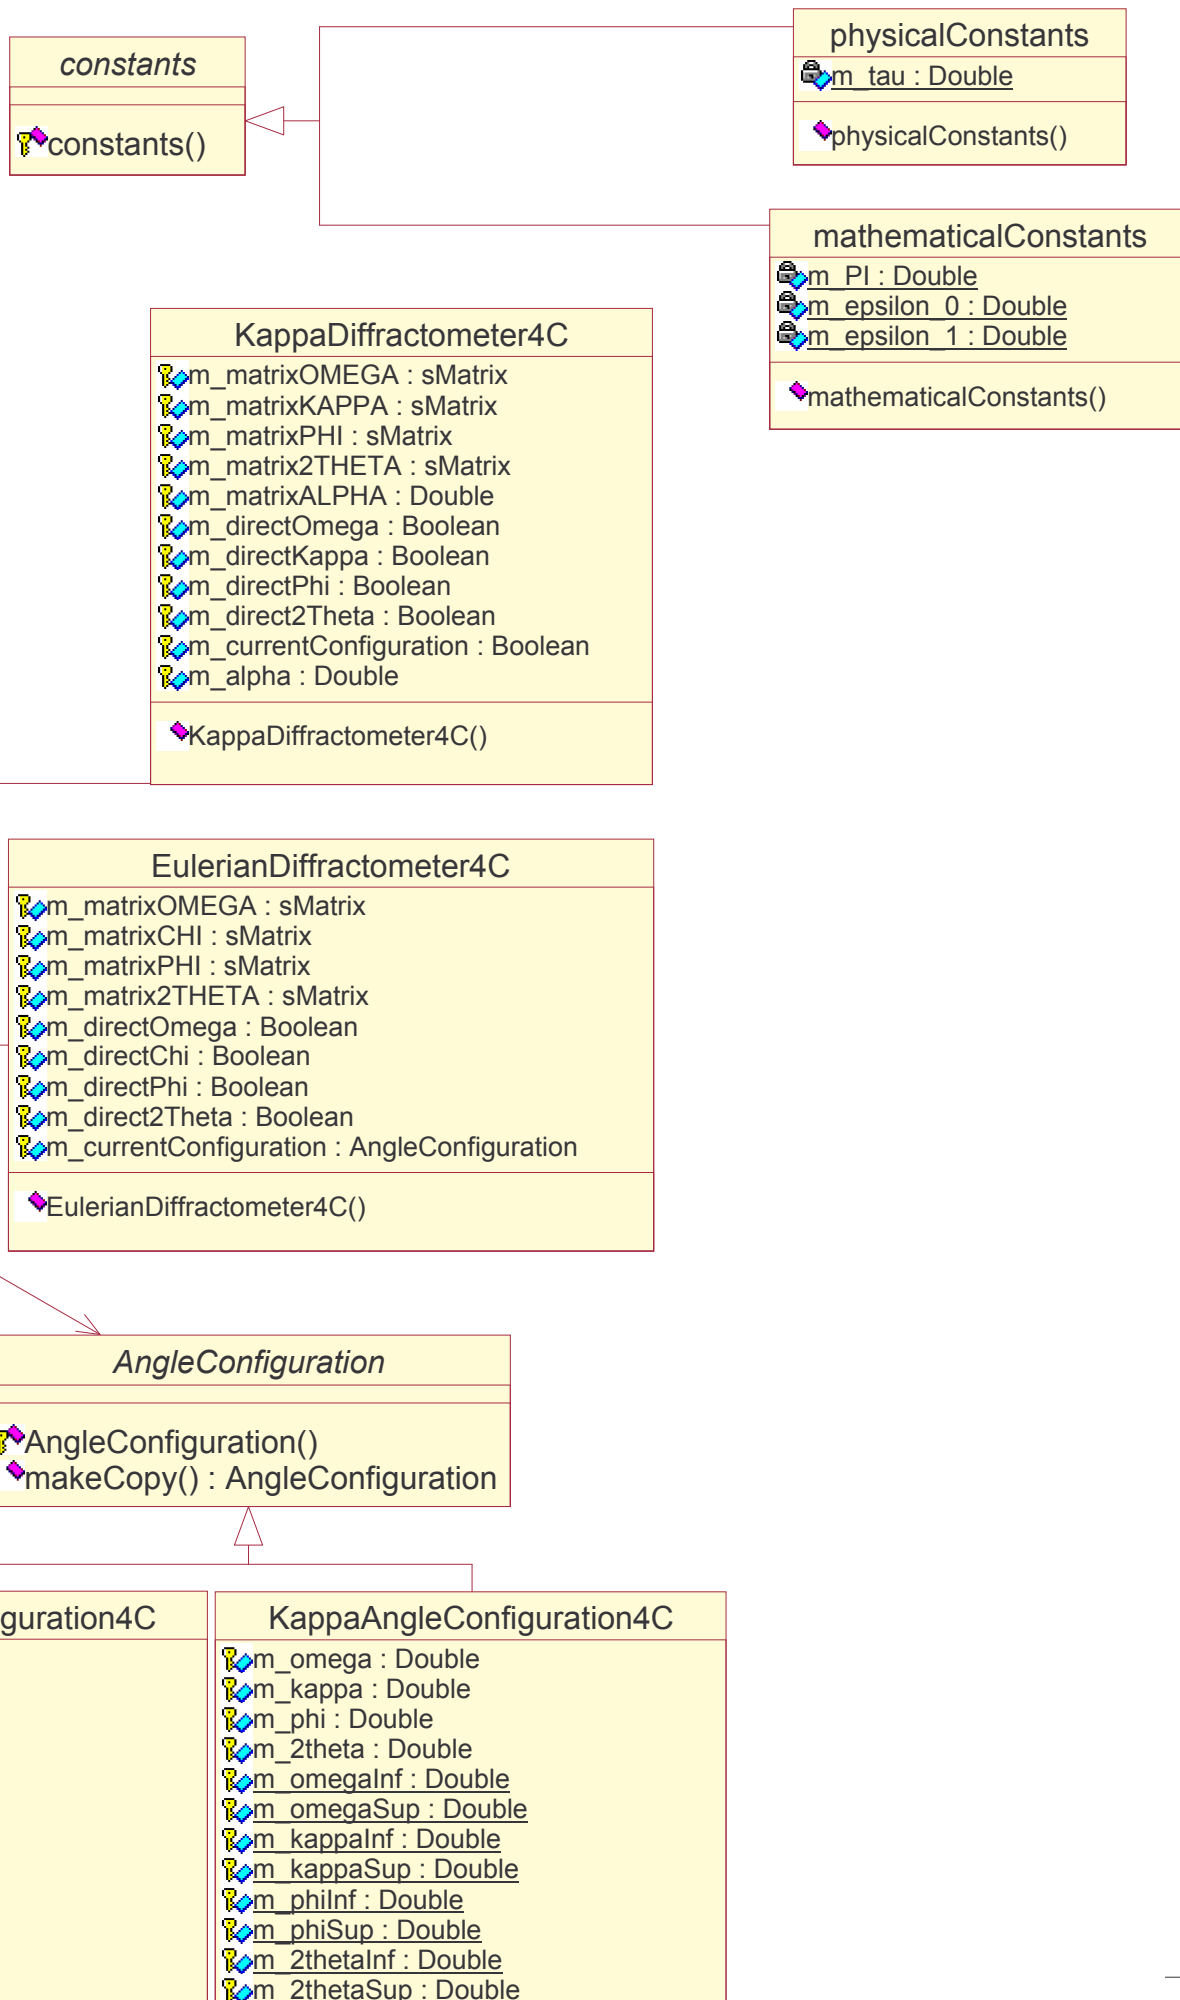 constants
constants()
physicalConstants
m_tau : Double
physicalConstants()
mathematicalConstants
m_PI : Double
m_epsilon_0 : Double
m_epsilon_1 : Double
mathematicalConstants()
KappaDiffractometer4C
m_matrixOMEGA : sMatrix
m_matrixKAPPA : sMatrix
m_matrixPHI : sMatrix
m_matrix2THETA : sMatrix
m_matrixALPHA : Double
m_directOmega : Boolean
m_directKappa : Boolean
m_directPhi : Boolean
m_direct2Theta : Boolean
m_currentConfiguration : Boolean
m_alpha : Double
KappaDiffractometer4C()
EulerianDiffractometer4C
m_matrixOMEGA : sMatrix
m_matrixCHI : sMatrix
m_matrixPHI : sMatrix
m_matrix2THETA : sMatrix
m_directOmega : Boolean
m_directChi : Boolean
m_directPhi : Boolean
m_direct2Theta : Boolean
m_currentConfiguration : AngleConfiguration
EulerianDiffractometer4C()
AngleConfiguration
AngleConfiguration()
makeCopy() : AngleConfiguration
guration4C
KappaAngleConfiguration4C
m_omega : Double
m_kappa : Double
m_phi : Double
m_2theta : Double
m_omegaInf : Double
m_omegaSup : Double
m_kappaInf : Double
m_kappaSup : Double
m_phiInf : Double
m_phiSup : Double
m_2thetaInf : Double
m_2thetaSup : Double